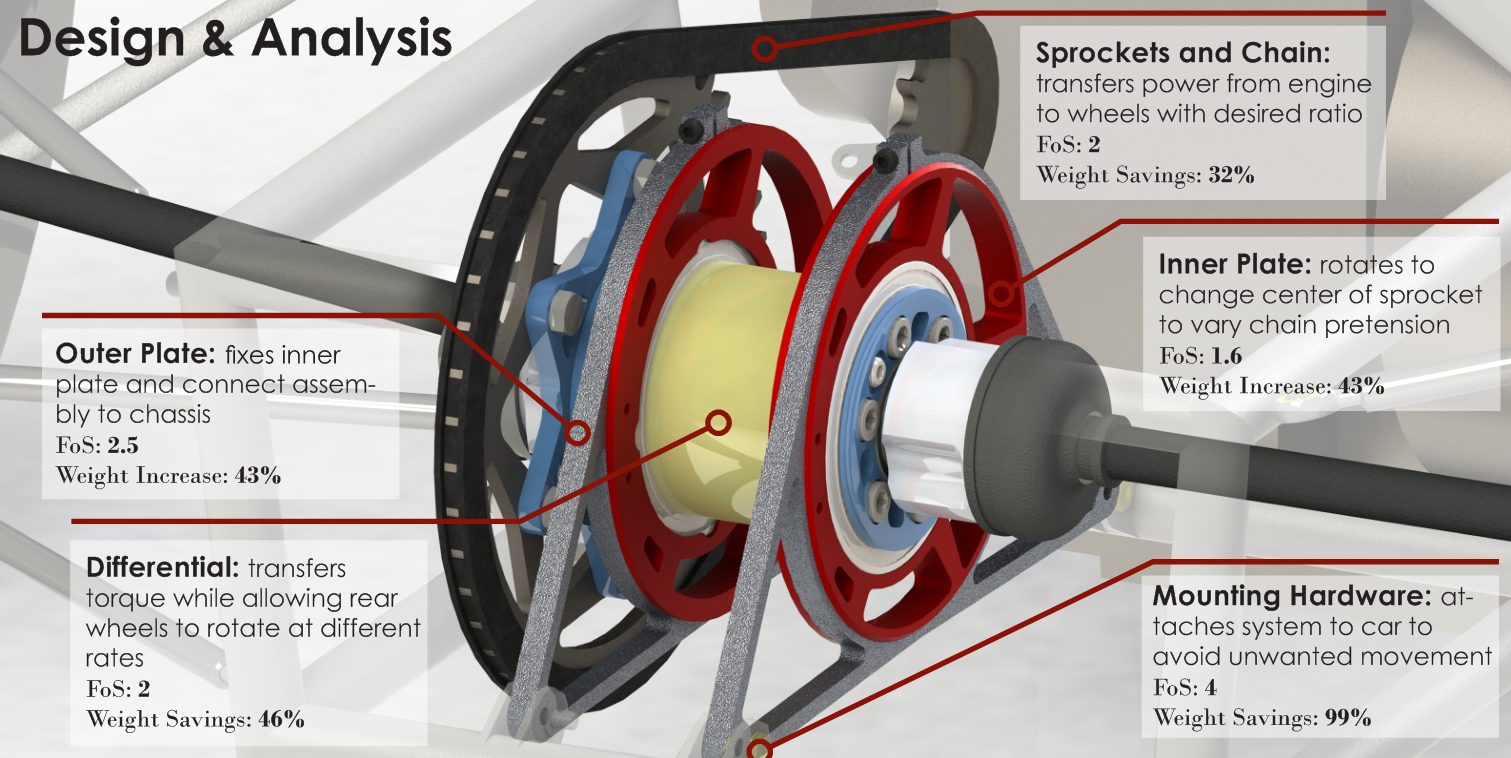 Design & Analysis
Sprockets and Chain:
transfers power from engine
to wheels with desired ratio
FoS: 2
Weight Savings: 32%
Inner Plate: rotates to
change center of sprocket
to vary chain pretension
FoS: 1.6
Weight Increase: 43%
Outer Plate: fixes inner
plate and connect assem-
bly to chassis
FoS: 2.5
Weight Increase: 43%
Differential: transfers
torque while allowing rear
wheels to rotate at different
rates
FoS: 2
Weight Savings: 46%
Mounting Hardware: at-
taches system to car to
avoid unwanted movement
FoS: 4
Weight Savings: 99%